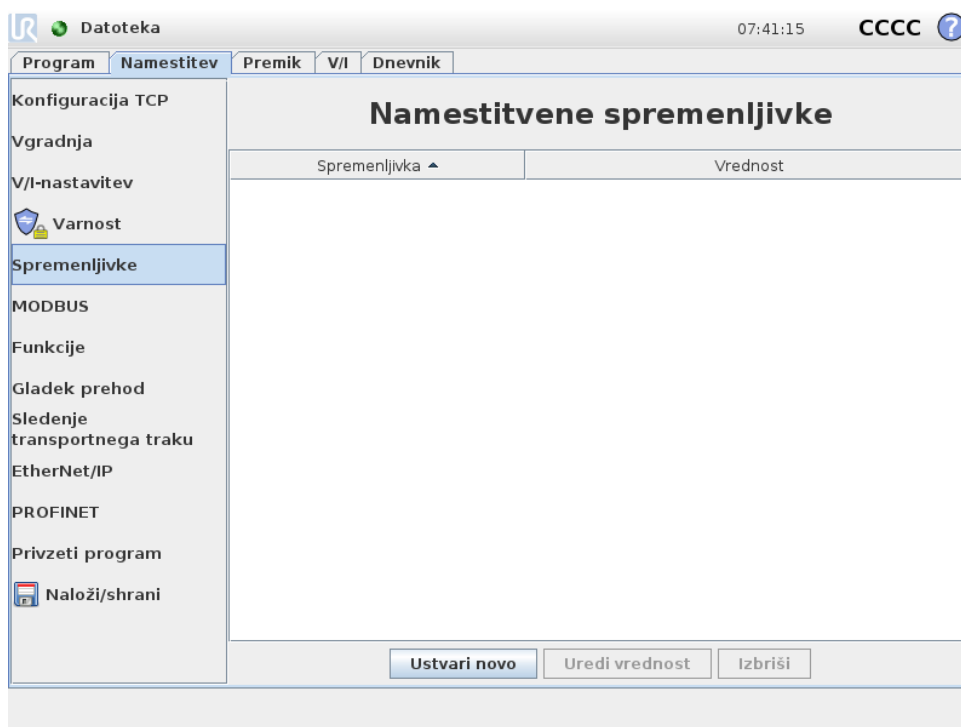 UR Datoteka 07:41:15 CCCC ?
Program Namestitev Premik V/I Dnevnik
Konfiguracija TCP
Vgradnja
V/I-nastavitev
Varnost
Spremenljivke
MODBUS
Funkcije
Gladek prehod
Sledenje
transportnega traku
EtherNet/IP
PROFINET
Privzeti program
Naloži/shrani
Namestitvene spremenljivke
Spremenljivka Vrednost
Ustvari novo Uredi vrednost Izbriši